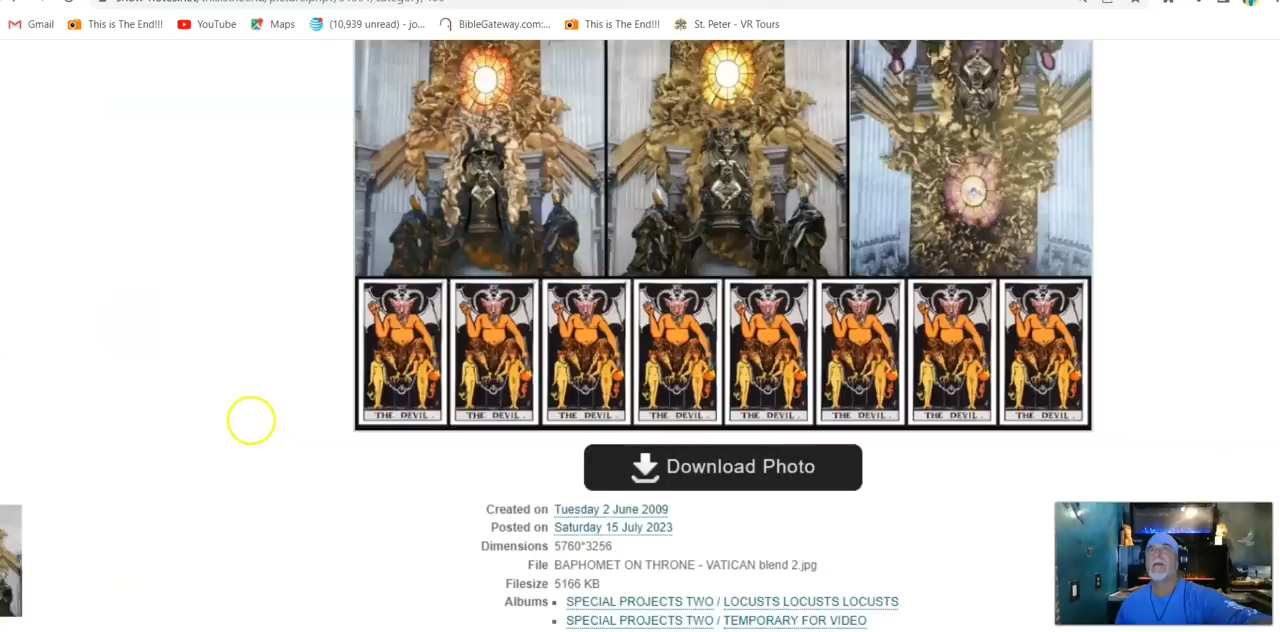 Gmail This is The End!!! YouTube Maps (10,939 unread) - jo... BibleGateway.com:... This is The End!!! St. Peter - VR Tours
THE DEVIL. THE DEVIL. THE DEVIL. THE DEVIL. THE DEVIL. THE DEVIL. THE DEVIL. THE DEVIL.
Download Photo
Created on Tuesday 2 June 2009
Posted on Saturday 15 July 2023
Dimensions 5760*3256
File BAPHOMET ON THRONE - VATICAN blend 2.jpg
Filesize 5166 KB
Albums ▪ SPECIAL PROJECTS TWO / LOCUSTS LOCUSTS LOCUSTS
▪ SPECIAL PROJECTS TWO / TEMPORARY FOR VIDEO